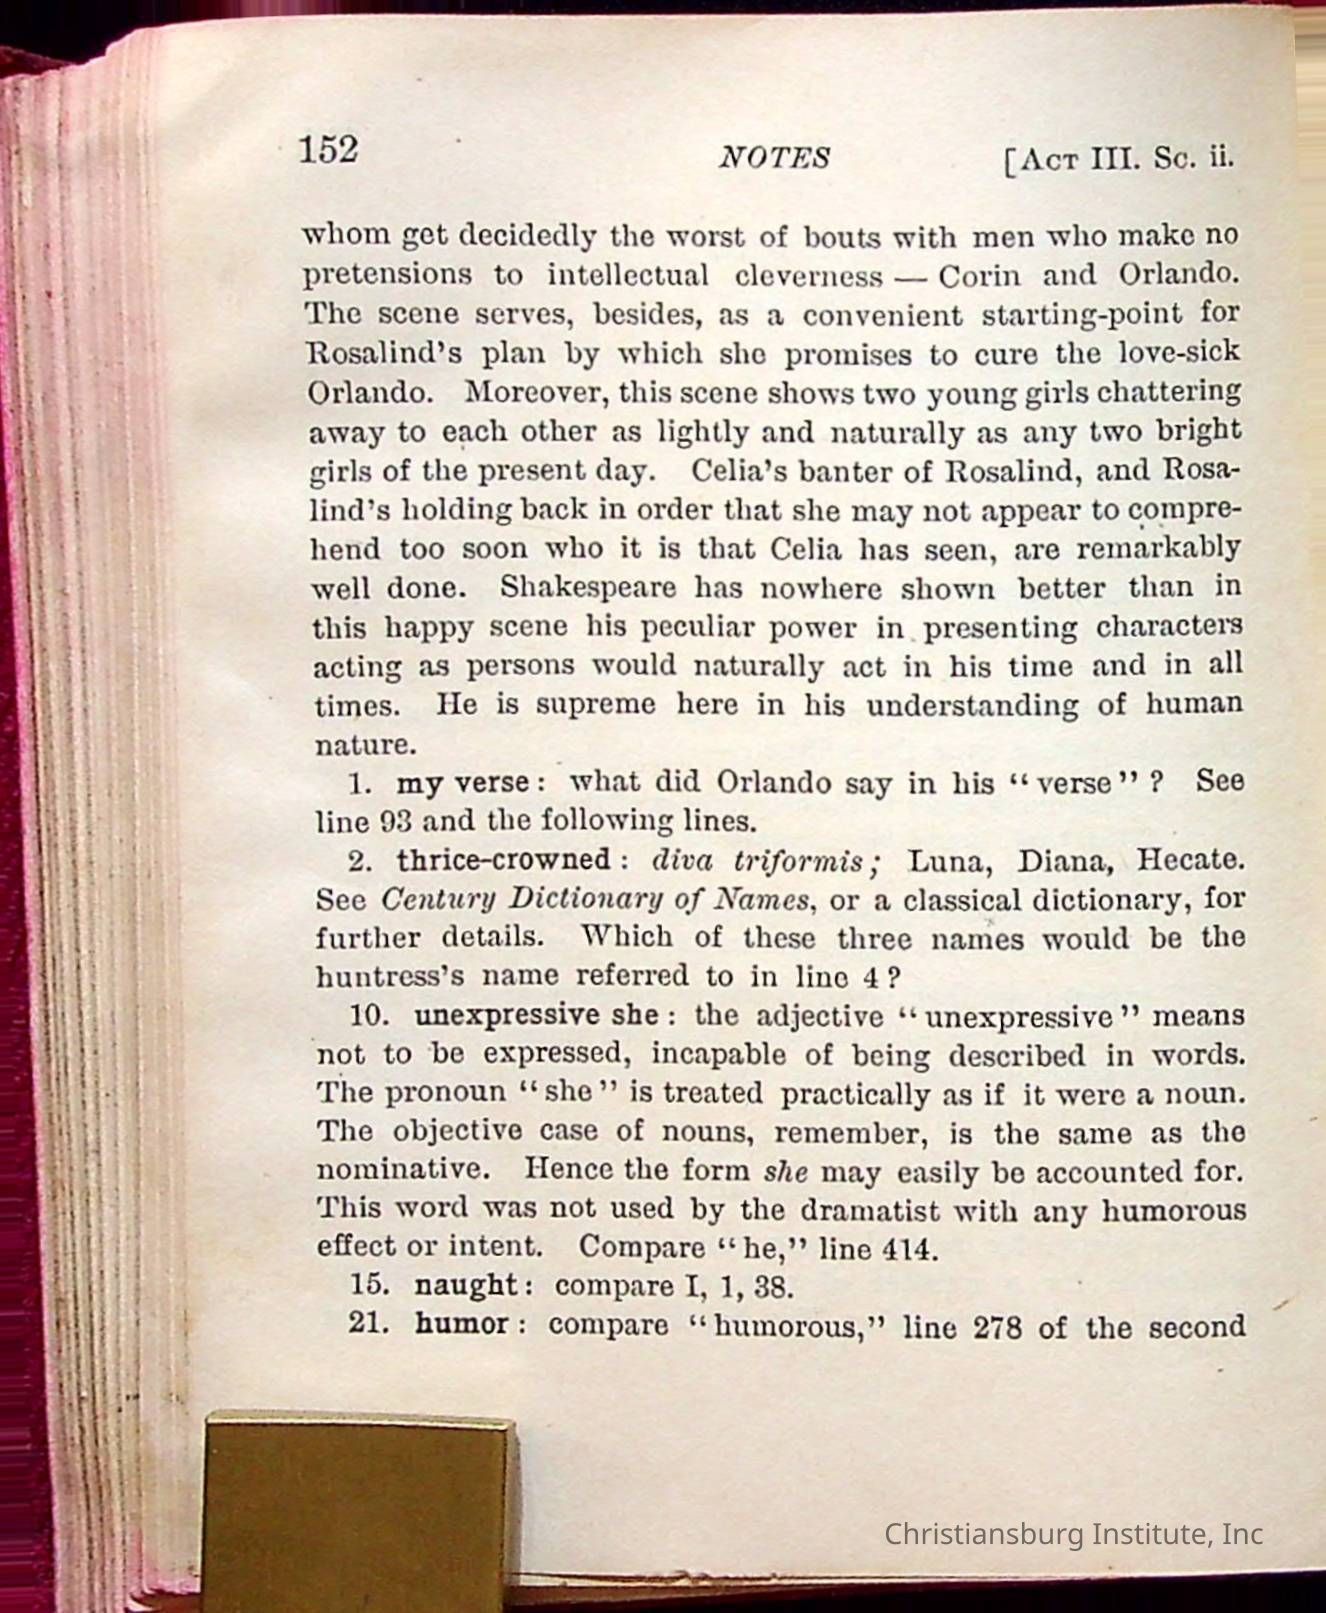 152 NOTES [ACT III. Sc. ii.
whom get decidedly the worst of bouts with men who make no
pretensions to intellectual cleverness — Corin and Orlando.
The scene serves, besides, as a convenient starting-point for
Rosalind's plan by which she promises to cure the love-sick
Orlando. Moreover, this scene shows two young girls chattering
away to each other as lightly and naturally as any two bright
girls of the present day. Celia's banter of Rosalind, and Rosa-
lind's holding back in order that she may not appear to compre-
hend too soon who it is that Celia has seen, are remarkably
well done. Shakespeare has nowhere shown better than in
this happy scene his peculiar power in presenting characters
acting as persons would naturally act in his time and in all
times. He is supreme here in his understanding of human
nature.
1. my verse: what did Orlando say in his "verse"? See
line 93 and the following lines.
2. thrice-crowned: diva triformis; Luna, Diana, Hecate.
See Century Dictionary of Names, or a classical dictionary, for
further details. Which of these three names would be the
huntress's name referred to in line 4?
10. unexpressive she: the adjective "unexpressive" means
not to be expressed, incapable of being described in words.
The pronoun "she" is treated practically as if it were a noun.
The objective case of nouns, remember, is the same as the
nominative. Hence the form she may easily be accounted for.
This word was not used by the dramatist with any humorous
effect or intent. Compare "he," line 414.
15. naught: compare I, 1, 38.
21. humor: compare "humorous," line 278 of the second
Christiansburg Institute, Inc